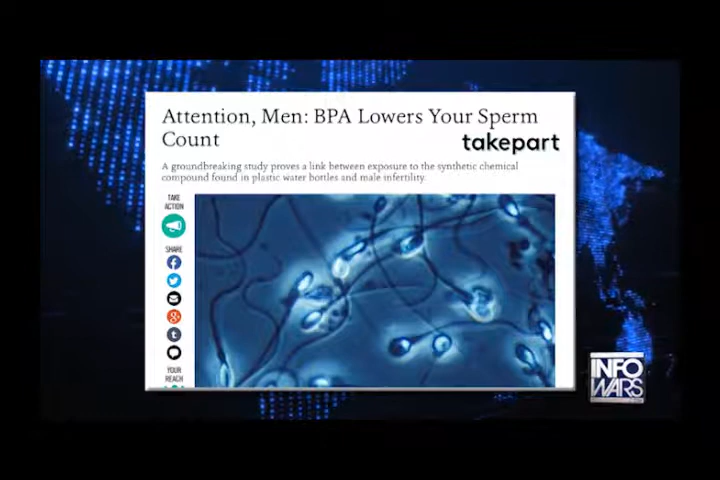 Attention, Men: BPA Lowers Your Sperm
Count
takepart
A groundbreaking study proves a link between exposure to the synthetic chemical
compound found in plastic water bottles and male infertility.
TAKE
ACTION
SHARE
YOUR
REACH
INFO
WARS